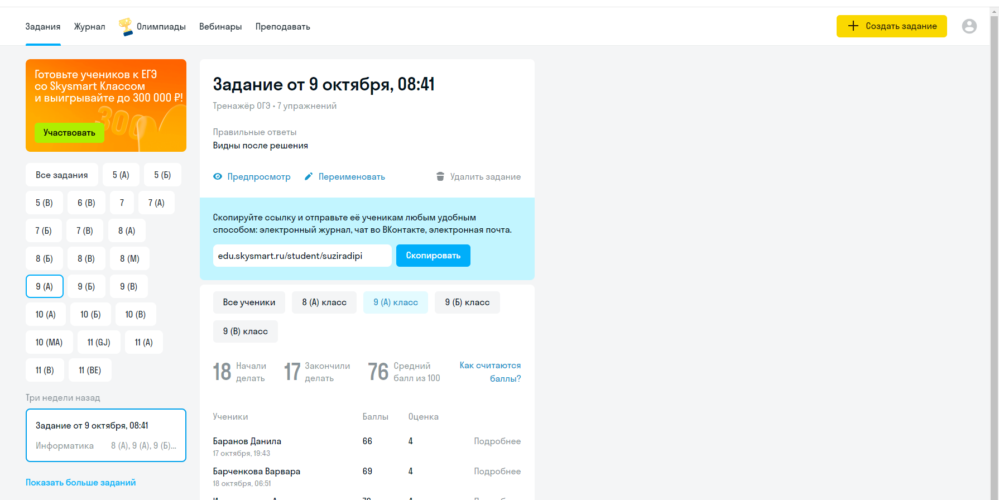 Задания Журнал Олимпиады Вебинары Преподавать Создать задание
Готовьте учеников к ЕГЭ
со Skysmart Классом
и выигрывайте до 300 000 ₽!
300
Участвовать
Все задания 5 (А) 5 (Б)
5 (В) 6 (В) 7 7 (А)
7 (Б) 7 (В) 8 (А)
8 (Б) 8 (В) 8 (М)
9 (А) 9 (Б) 9 (В)
10 (А) 10 (Б) 10 (В)
10 (МА) 11 (GJ) 11 (А)
11 (В) 11 (ВЕ)
Три недели назад
Задание от 9 октября, 08:41
Информатика 8 (А), 9 (А), 9 (Б)...
Показать больше заданий
Задание от 9 октября, 08:41
Тренажёр ОГЭ • 7 упражнений
Правильные ответы
Видны после решения
Предпросмотр Переименовать Удалить задание
Скопируйте ссылку и отправьте её ученикам любым удобным
способом: электронный журнал, чат во ВКонтакте, электронная почта.
edu.skysmart.ru/student/suziradipi Скопировать
Все ученики 8 (А) класс 9 (А) класс 9 (Б) класс
9 (В) класс
18 Начали делать 17 Закончили делать 76 Средний балл из 100 Как считаются баллы?
Ученики Баллы Оценка
Баранов Данила 66 4 Подробнее
17 октября, 19:43
Барченкова Варвара 69 4 Подробнее
18 октября, 06:51